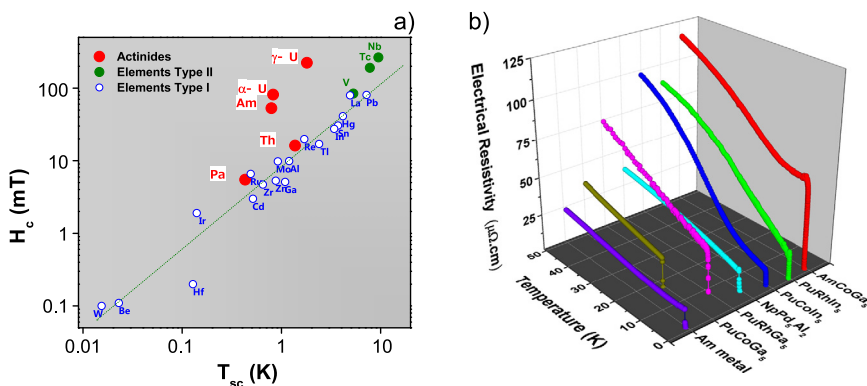 a)
Actinides
Elements Type II
Elements Type I
γ- U
Nb
Tc
V
La
Pb
α- U
Am
Hg
Sn
In
Th
Re
Tl
Mo
Al
Pa
Ru
Zr
Zn
Ga
Cd
Ir
Hf
W
Be
100
10
1
0.1
H_c (mT)
0.01
0.1
1
10
T_sc (K)
b)
Electrical Resistivity (μΩ.cm)
125
100
75
50
25
50
40
30
20
10
0
Temperature (K)
AmCoGa₅
PuRhIn₅
PuCoIn₅
NpPd₅Al₂
PuRhGa₅
PuCoGa₅
Am metal